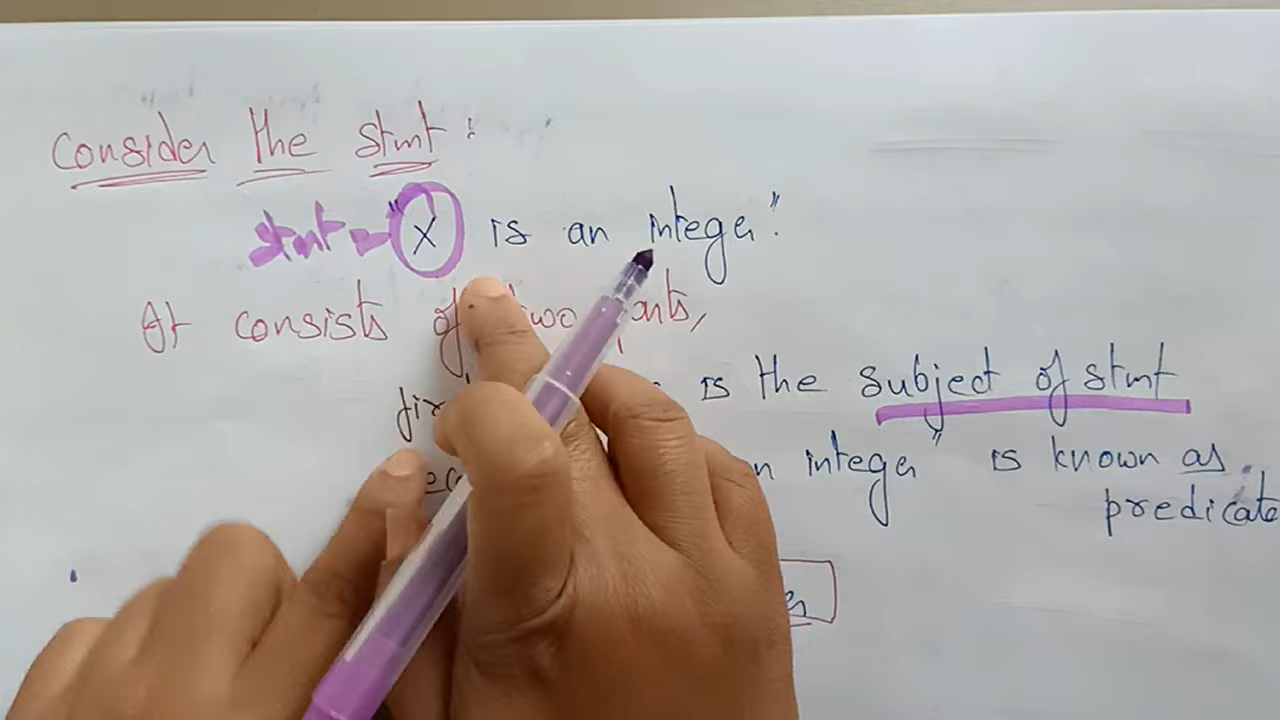 Consider the stmt:
stmt = "X is an integer".
It consists of two
is the subject of stmt
integer" is known as
predicate